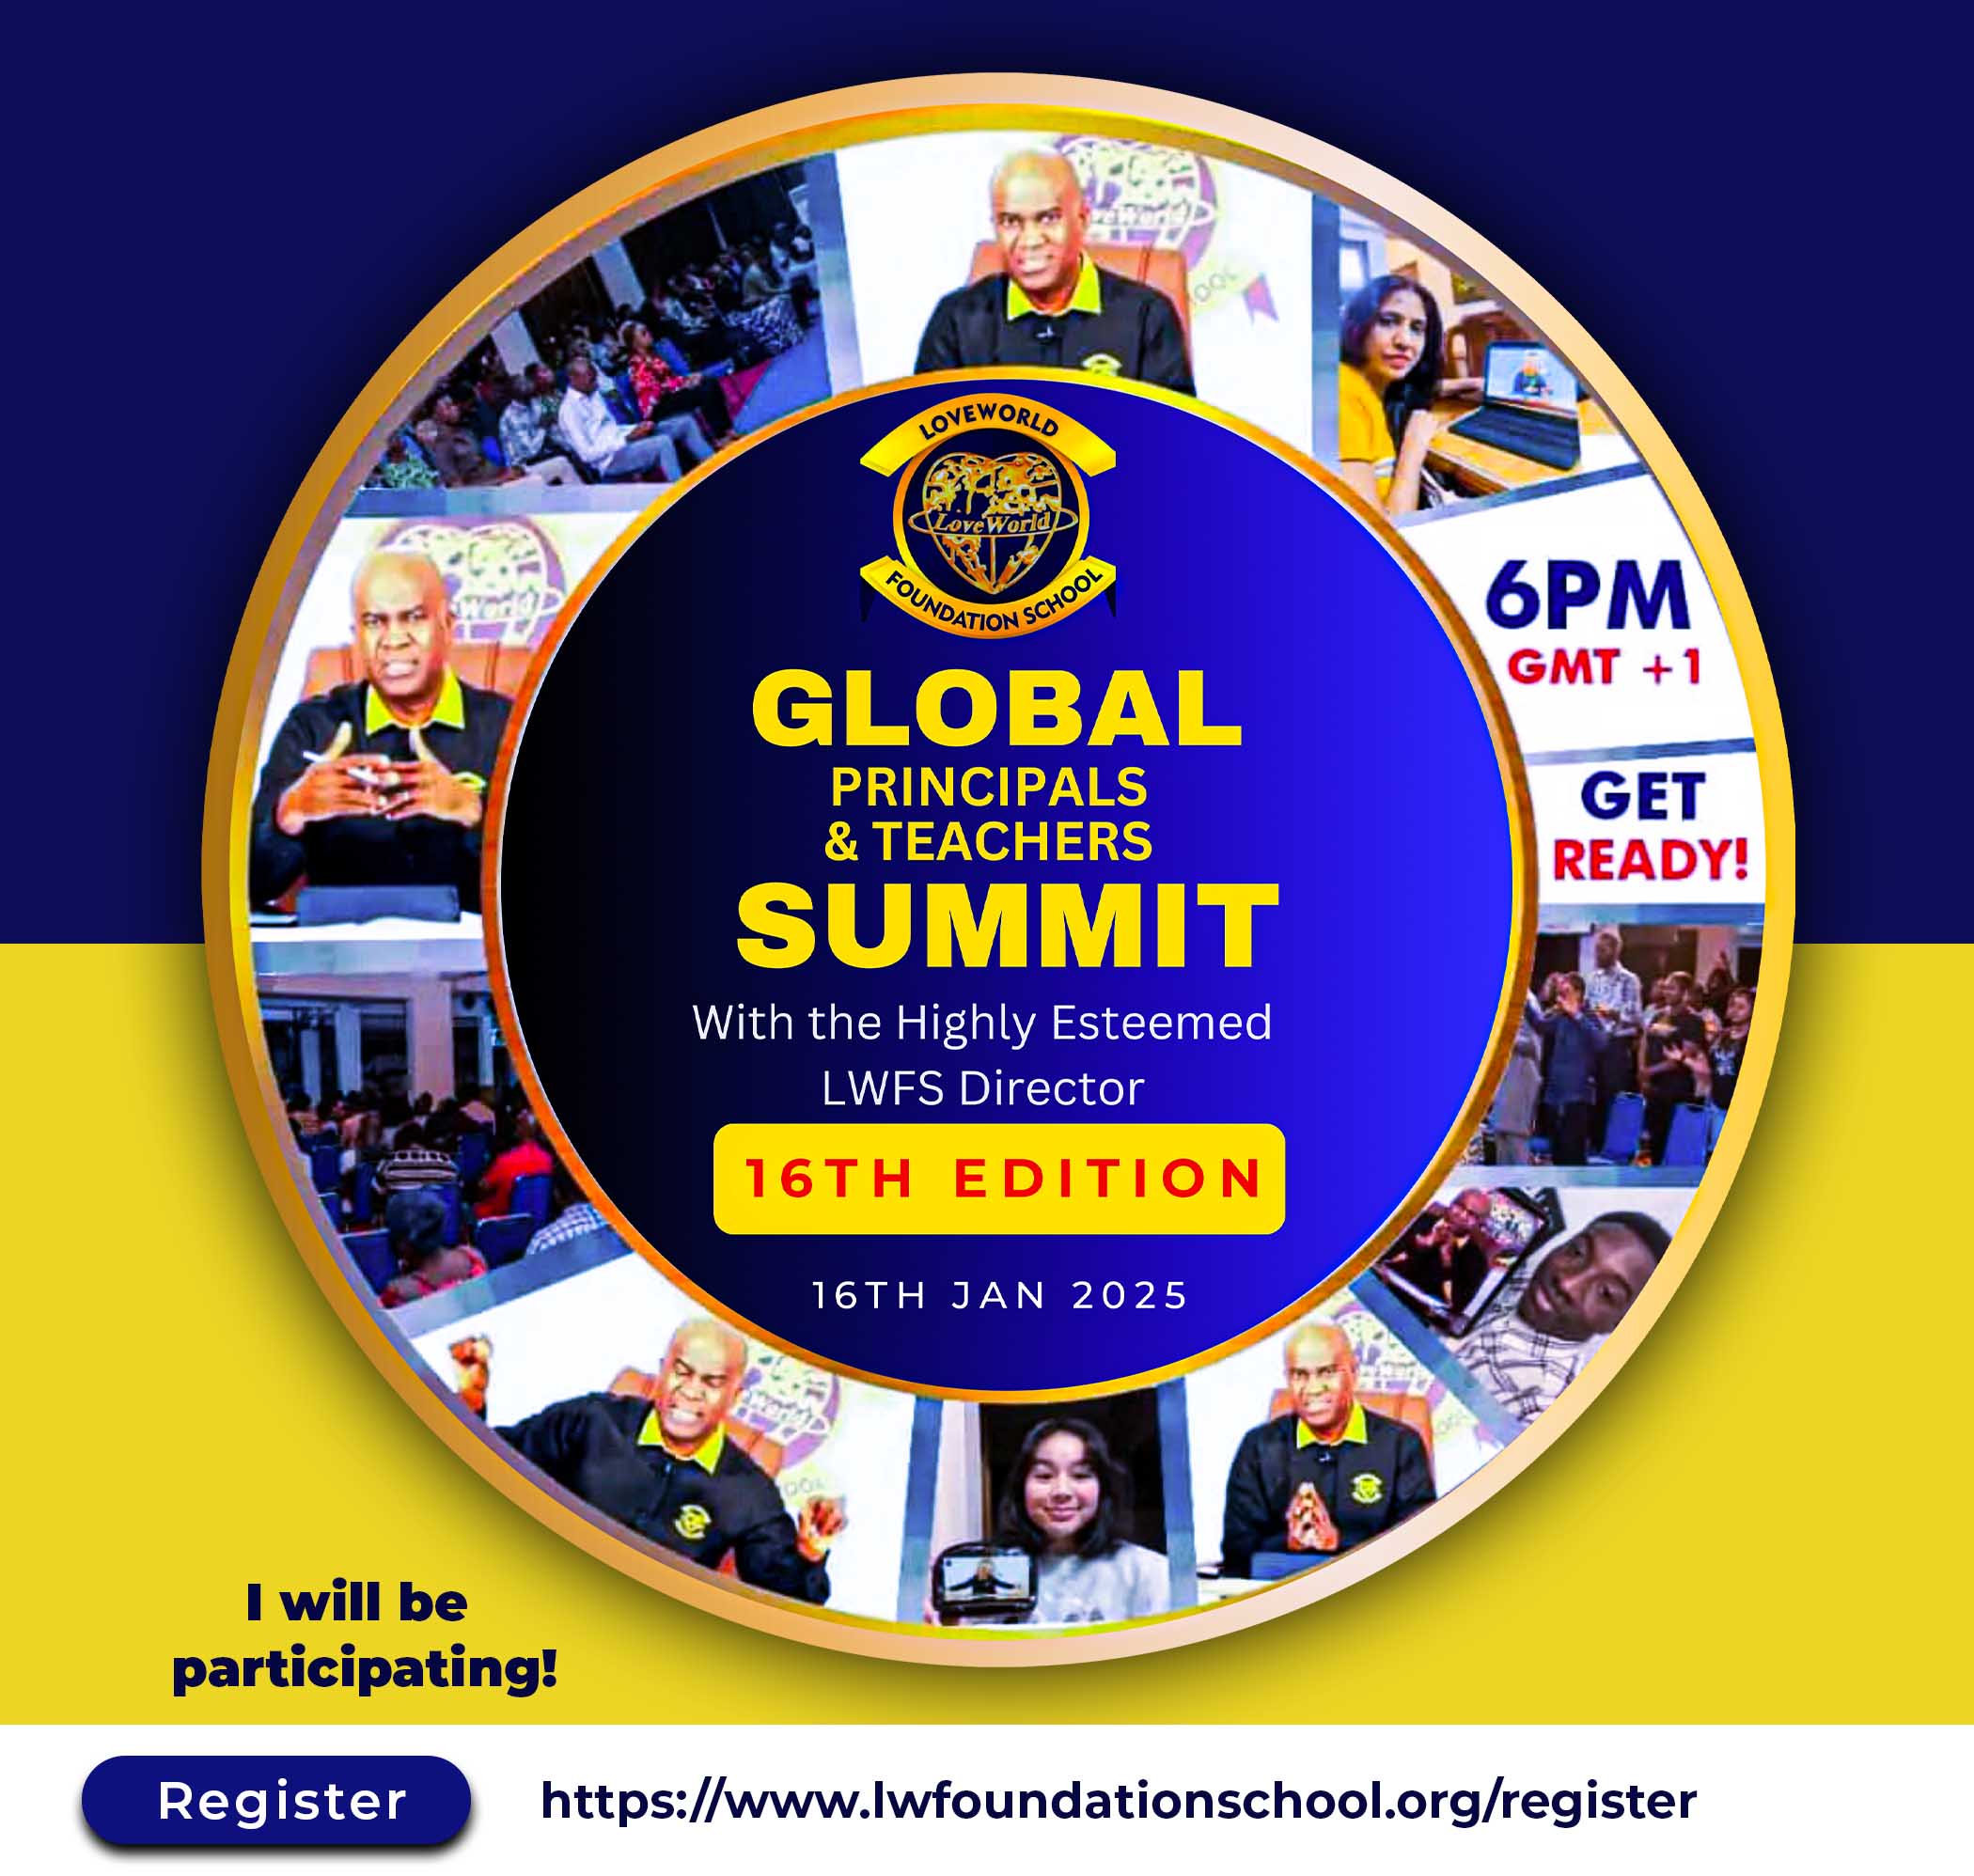 LOVEWORLD
LoveWorld
FOUNDATION SCHOOL
GLOBAL
PRINCIPALS
& TEACHERS
SUMMIT
With the Highly Esteemed
LWFS Director
16TH EDITION
16TH JAN 2025
6PM
GMT +1
GET
READY!
I will be
participating!
Register
https://www.lwfoundationschool.org/register